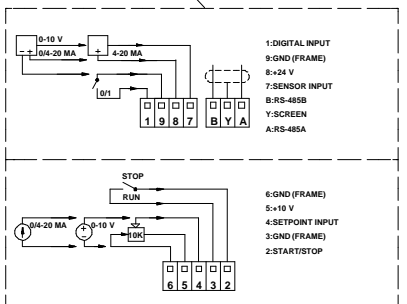 0-10 V
- +
0/4-20 MA
+
4-20 MA
0/1
1 9 8 7
B Y A
1:DIGITAL INPUT
9:GND (FRAME)
8:+24 V
7:SENSOR INPUT
B:RS-485B
Y:SCREEN
A:RS-485A
STOP
RUN
0/4-20 MA
+
-
0-10 V
10K
6 5 4 3 2
6:GND (FRAME)
5:+10 V
4:SETPOINT INPUT
3:GND (FRAME)
2:START/STOP